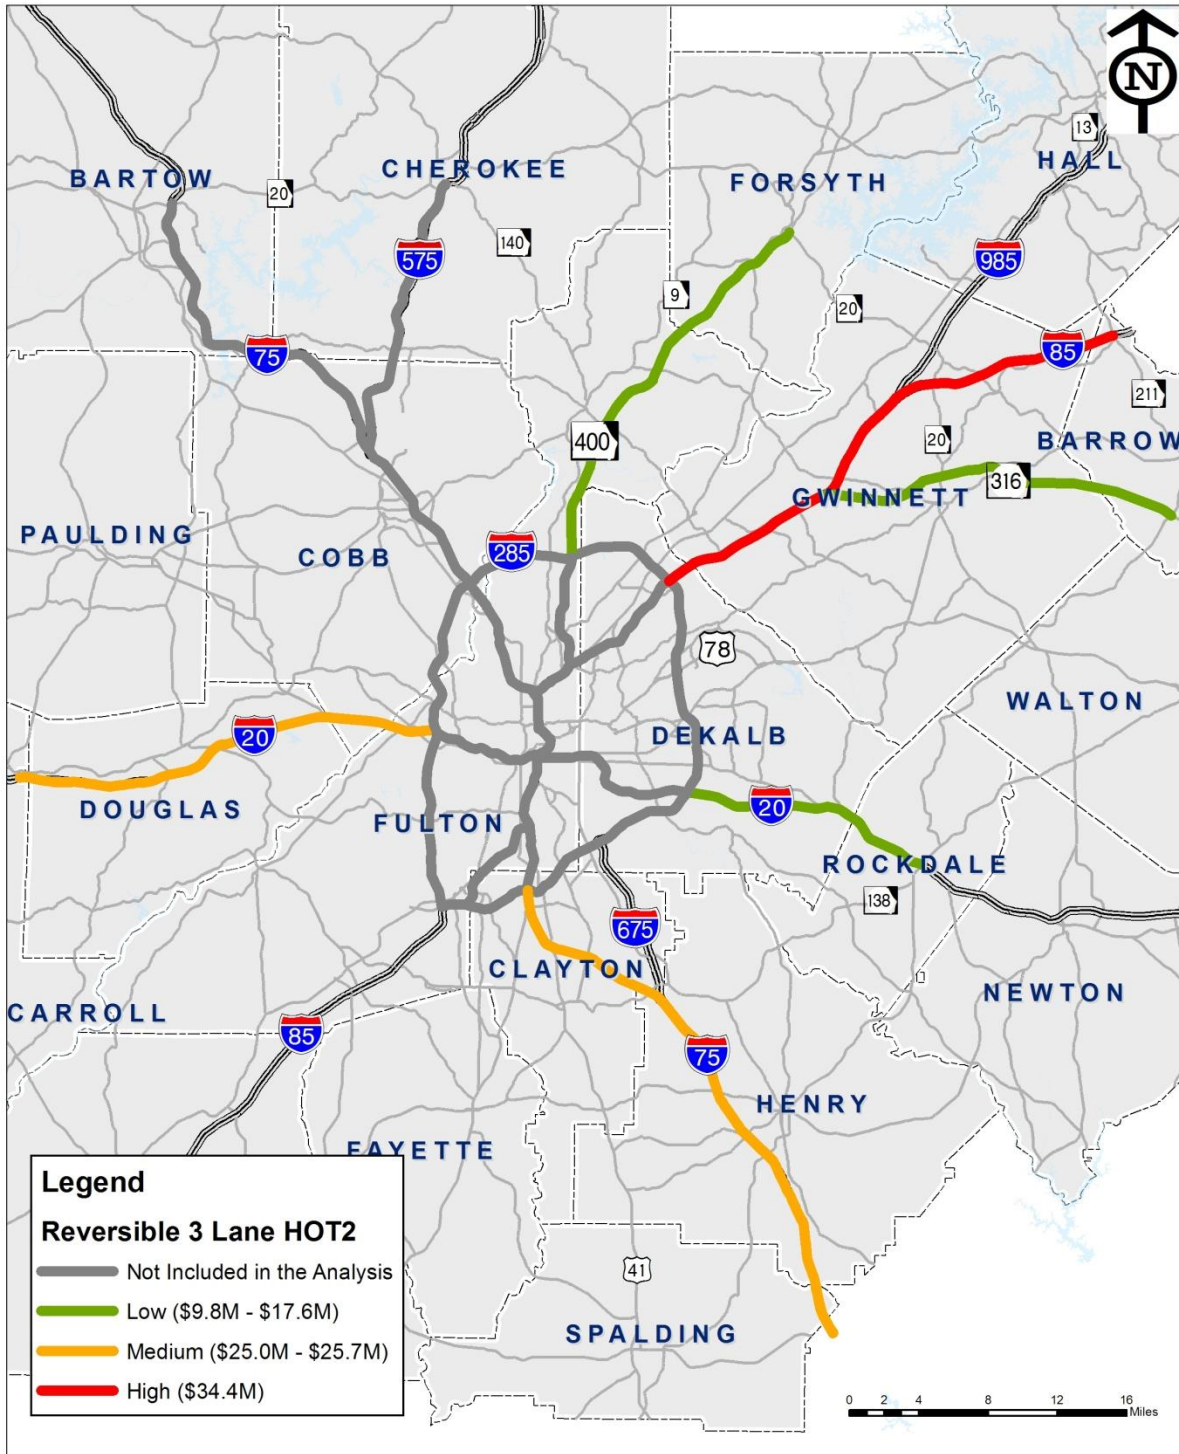 N
13
HALL
BARTOW
CHEROKEE
FORSYTH
20
140
575
985
9
20
75
85
211
20
BARROW
400
GWINNETT
316
PAULDING
COBB
285
78
WALTON
20
DEKALB
DOUGLAS
FULTON
20
ROCKDALE
138
675
CLAYTON
NEWTON
CARROLL
85
75
HENRY
FAYETTE
Legend
Reversible 3 Lane HOT2
Not Included in the Analysis
Low ($9.8M - $17.6M)
Medium ($25.0M - $25.7M)
High ($34.4M)
41
SPALDING
0 2 4 8 12 16
Miles